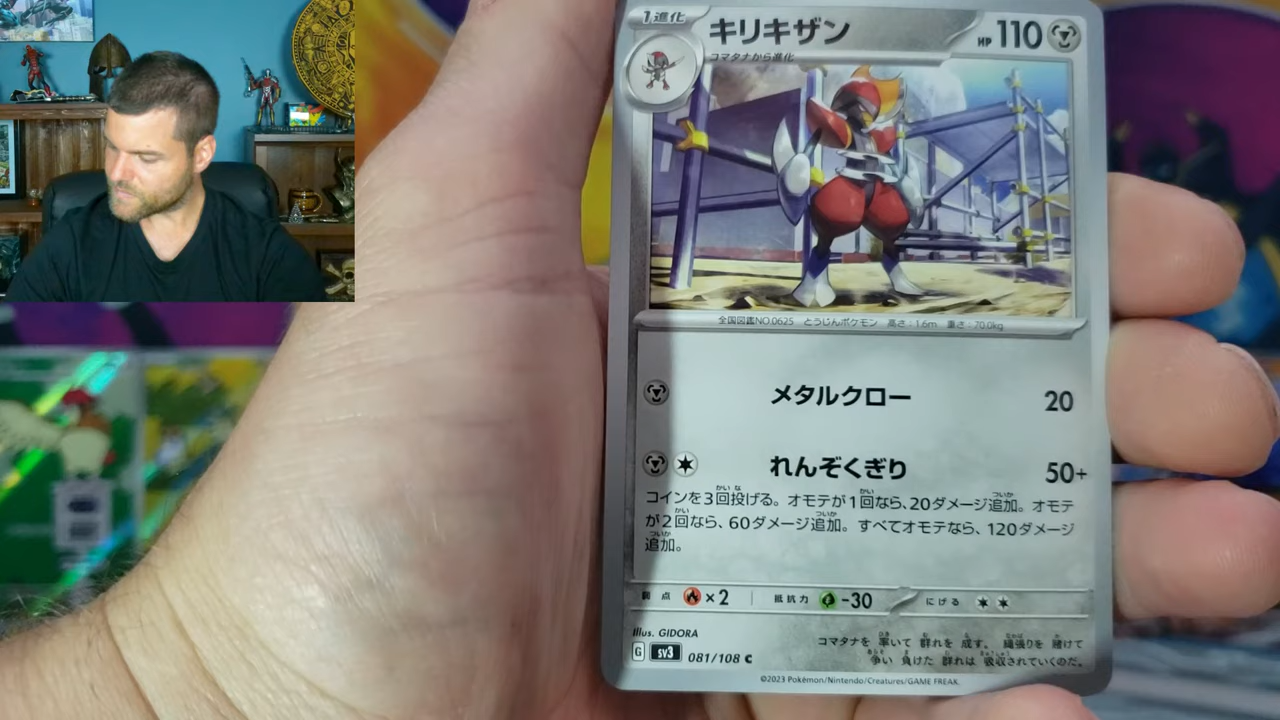 1進化 キリキザン HP 110
コマタナから進化
全国図鑑NO 0625 とうじんポケモン 高さ：1.6m 重さ：70.0kg
メタルクロー 20
れんぞくぎり 50+
コインを3回投げる。オモテが1回なら、20ダメージ追加。オモテ
が2回なら、60ダメージ追加。すべてオモテなら、120ダメージ
追加。
弱点 ×2 抵抗力 -30 にげる
Illus. GIDORA
G sv3 081/108 C
コマタナを 率いて 群れを 成す。 縄張りを 賭けて
争い 負けた 群れは 吸収されていくのだ。
©2023 Pokémon/Nintendo/Creatures/GAME FREAK.